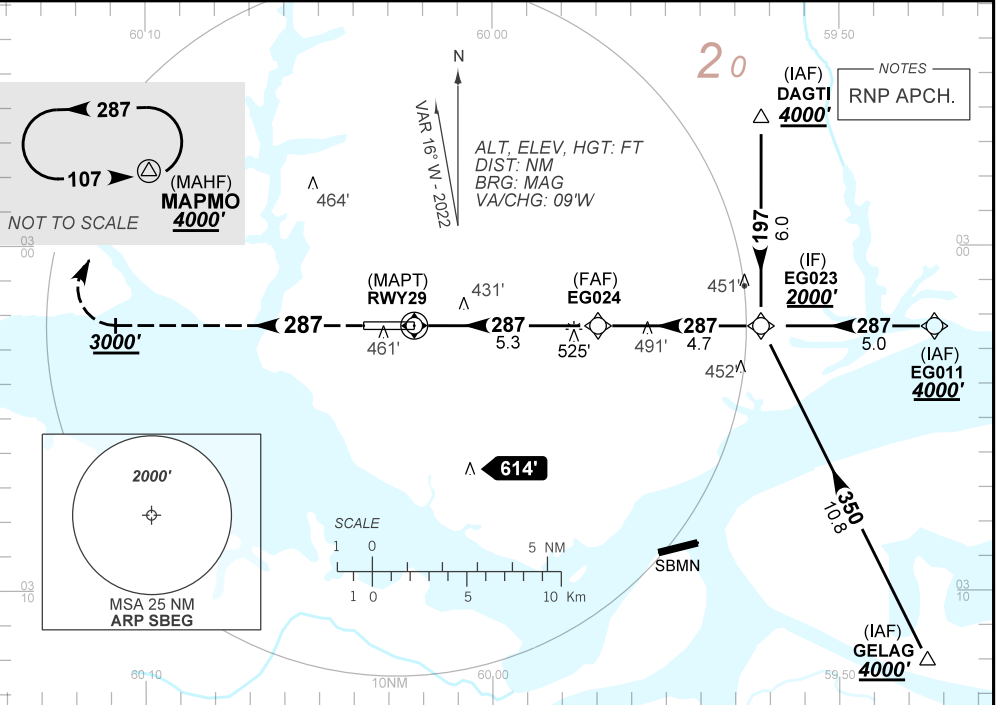 60 10
60 00
59 50
2 0
(IAF)
DAGTI
4000'
NOTES
RNP APCH.
N
VAR 16° W - 2022
ALT, ELEV, HGT: FT
DIST: NM
BRG: MAG
VA/CHG: 09'W
287
107
(MAHF)
MAPMO
4000'
NOT TO SCALE
464'
197
6.0
03
00
03
00
(IF)
EG023
2000'
(MAPT)
RWY29
431'
(FAF)
EG024
451'
287
3000'
461'
287
5.3
525'
491'
287
4.7
452'
287
5.0
(IAF)
EG011
4000'
2000'
MSA 25 NM
ARP SBEG
614'
SCALE
1 0 5 NM
1 0 5 10 Km
SBMN
350
10.8
03
10
03
10
(IAF)
GELAG
4000'
60 10
10NM
60 00
59 50